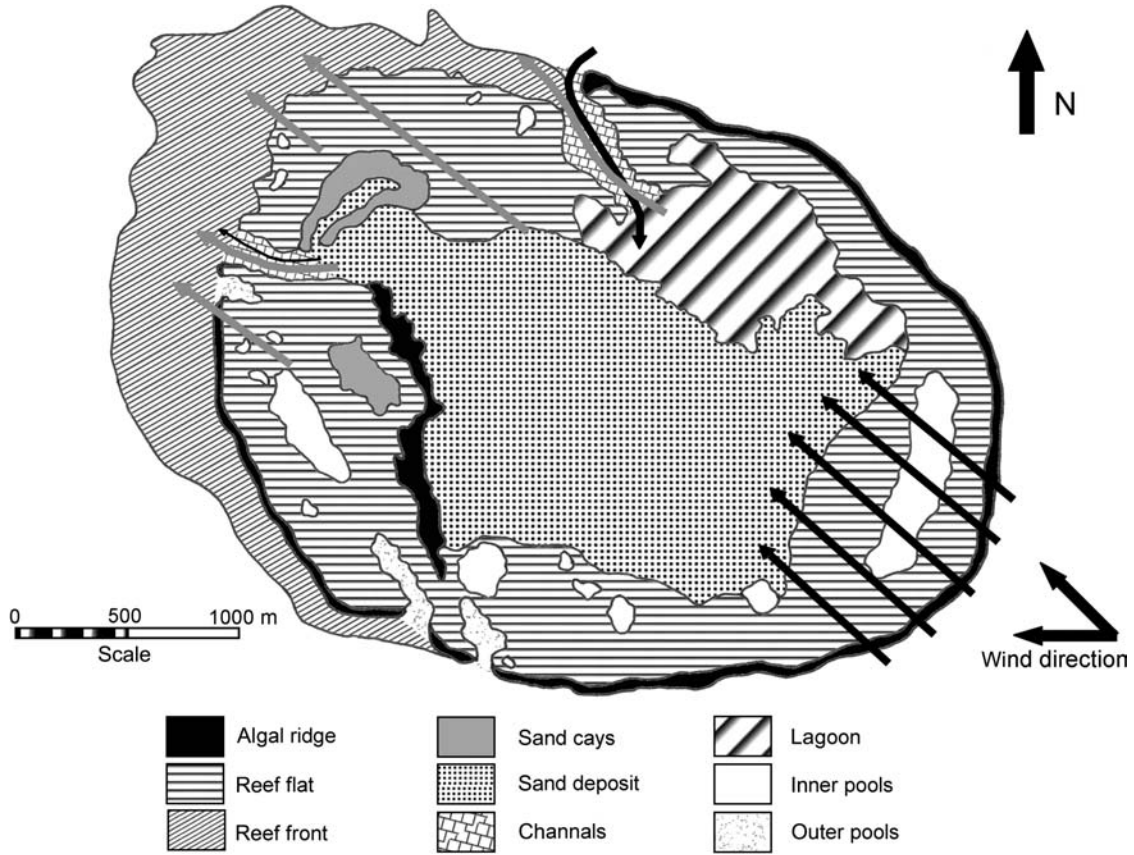 N
0 500 1000 m
Scale
Wind direction
Algal ridge
Sand cays
Lagoon
Reef flat
Sand deposit
Inner pools
Reef front
Channals
Outer pools